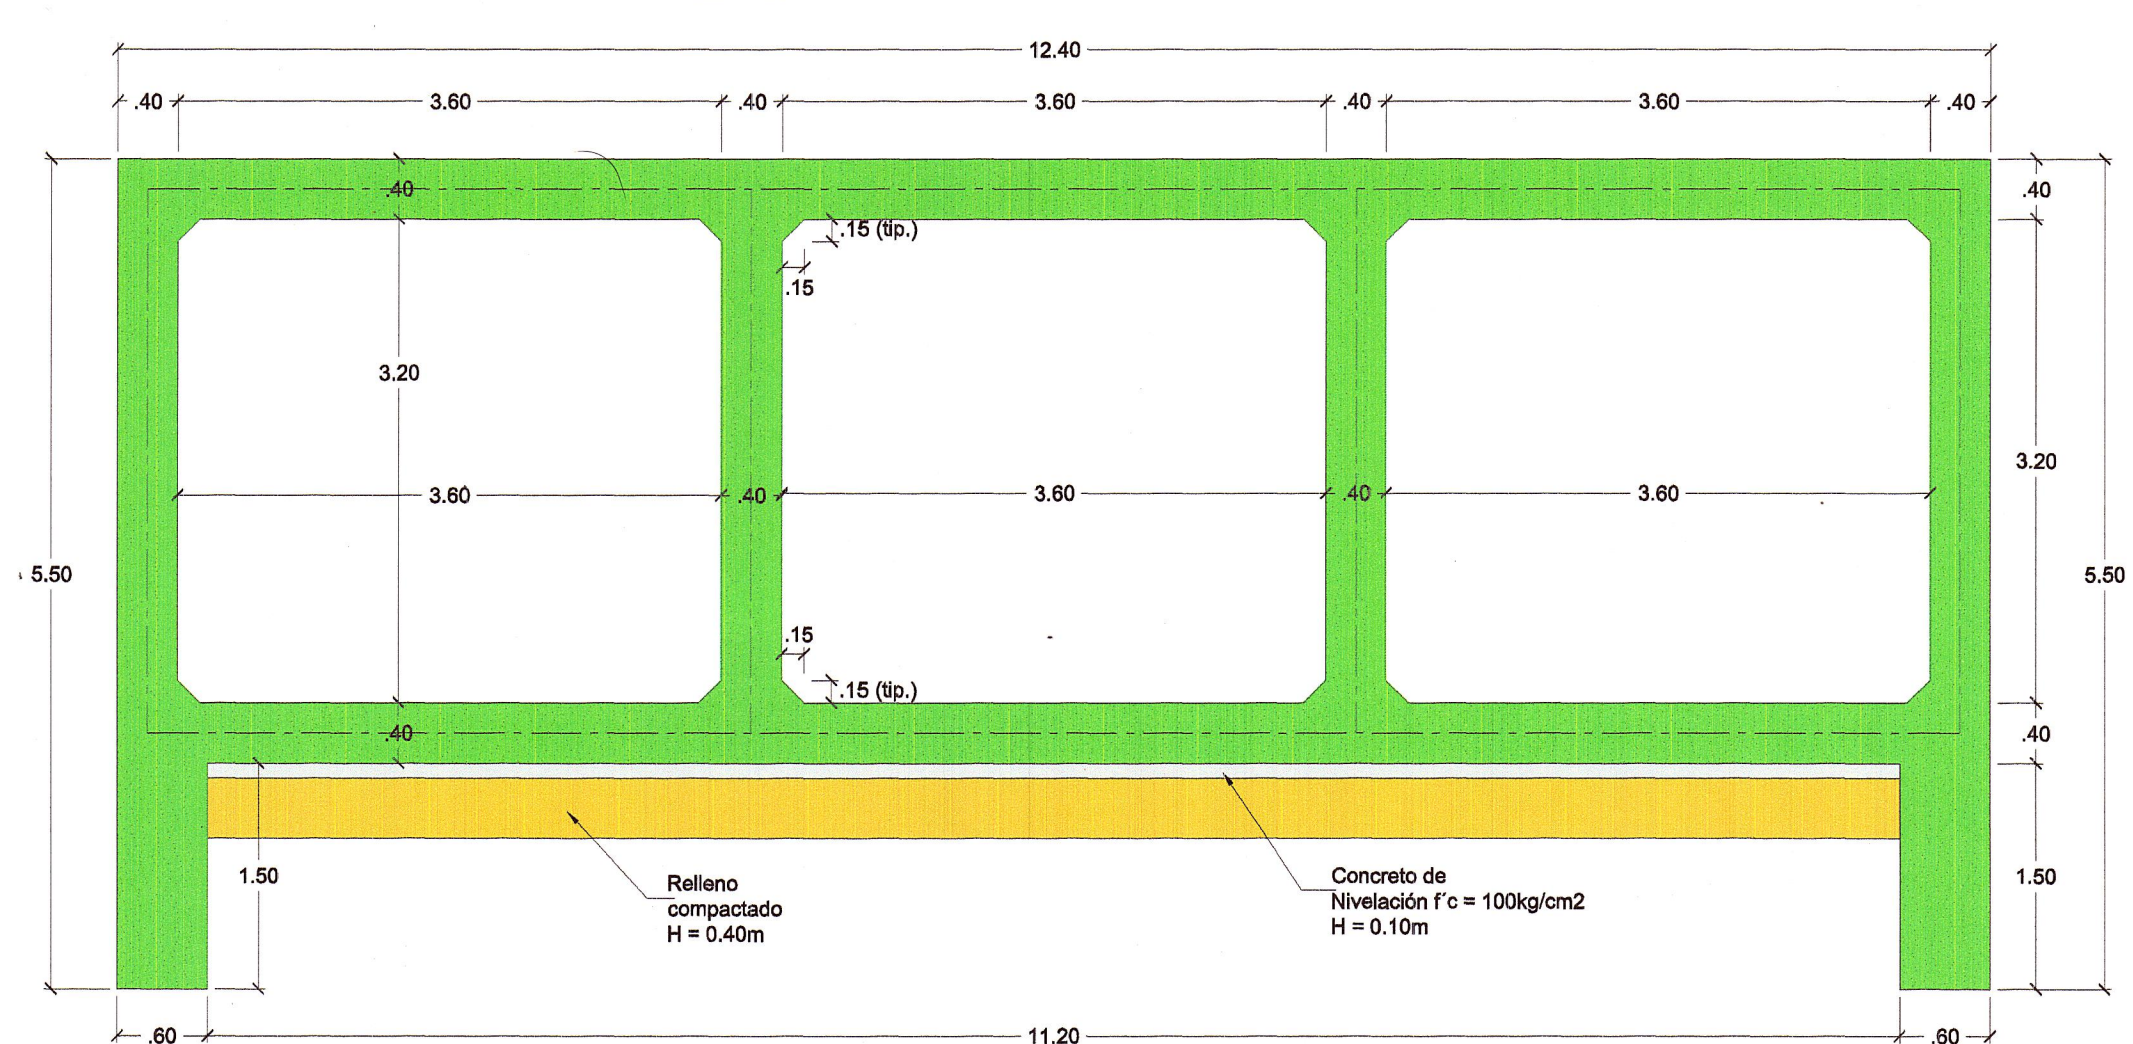 12.40
.40 3.60 .40 3.60 .40 3.60 .40
.40 .40
.15 (tip.)
.15
3.20
3.20
3.60 .40 3.60 .40 3.60
5.50 5.50
.15
.15 (tip.)
.40 .40
1.50 1.50
Relleno
compactado
H = 0.40m
Concreto de
Nivelación f´c = 100kg/cm2
H = 0.10m
.60 11.20 .60